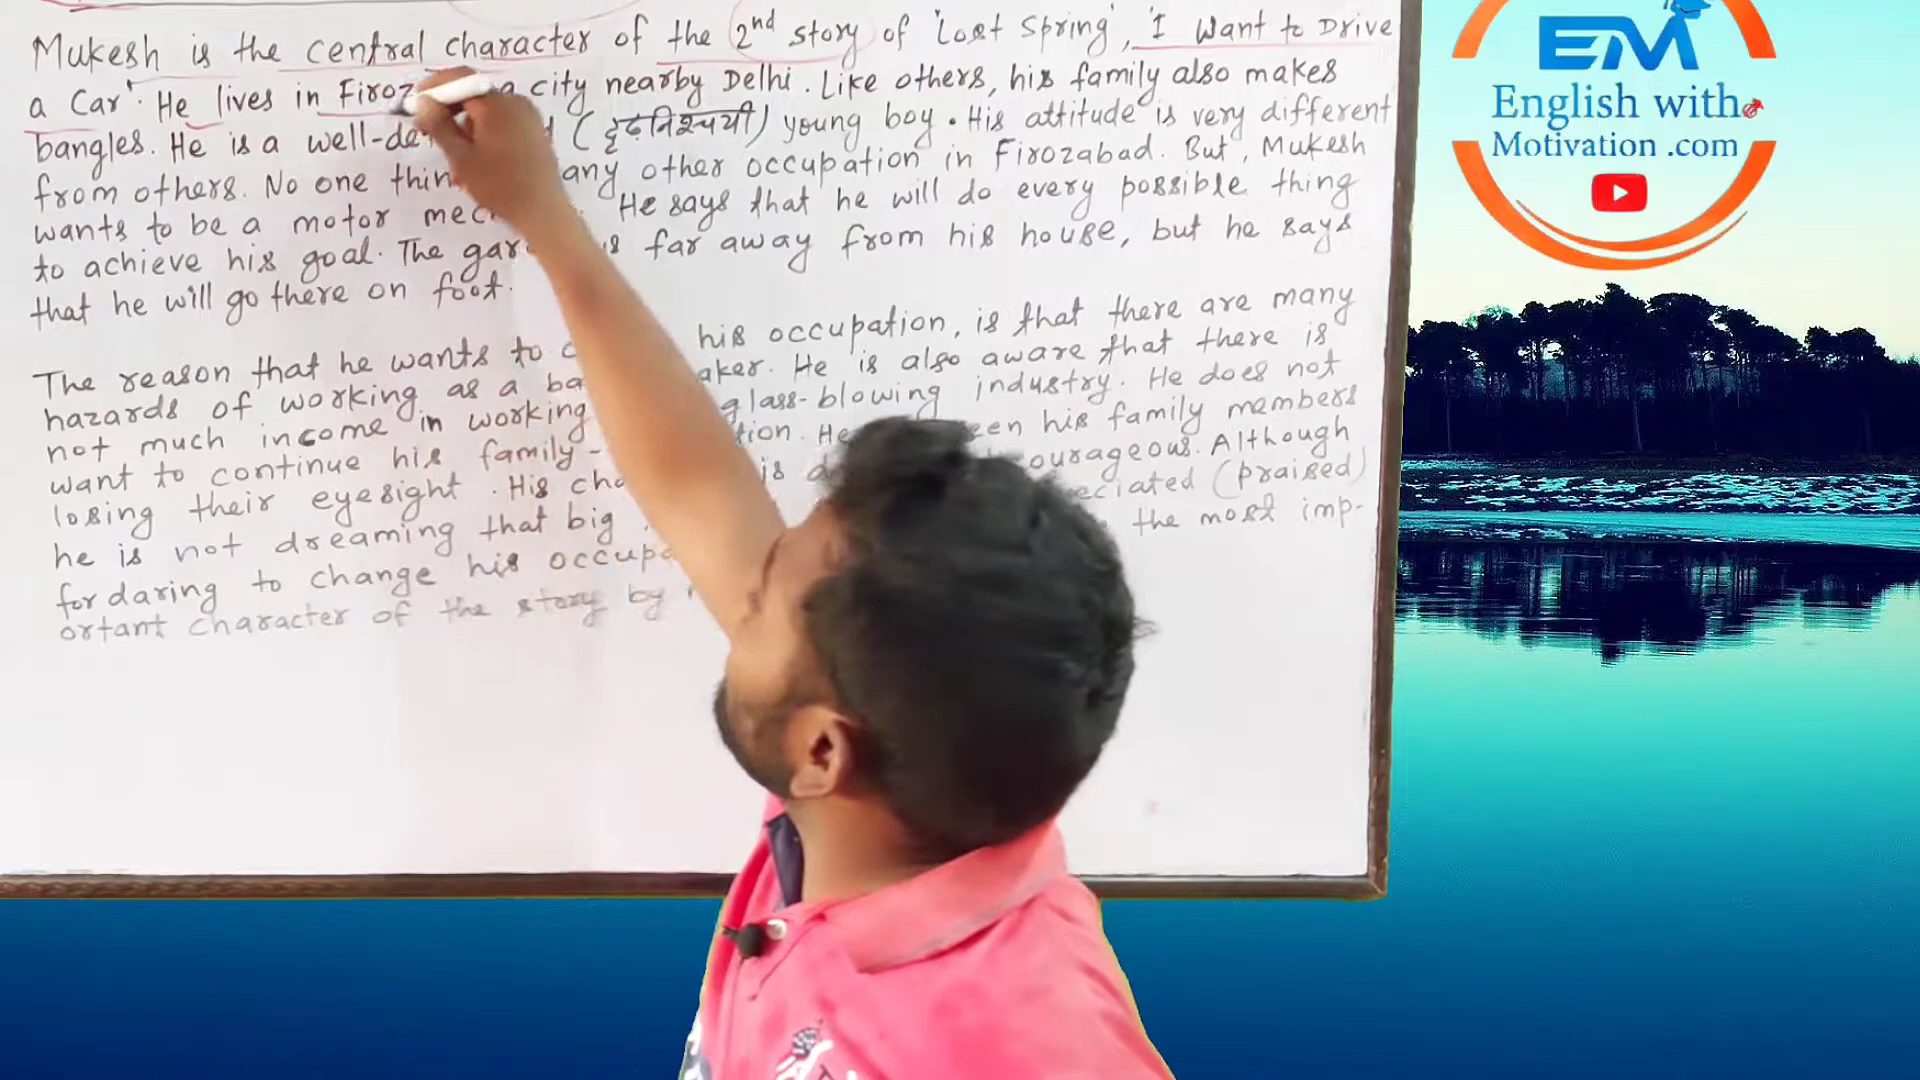 Mukesh is the central character of the 2nd story of 'Lost Spring', 'I Want to Drive
a Car'. He lives in Firoz a city nearby Delhi. Like others, his family also makes
bangles. He is a well-de (दृढ़निश्चयी) young boy. His attitude is very different
from others. No one thin any other occupation in Firozabad. But, Mukesh
wants to be a motor mec He says that he will do every possible thing
to achieve his goal. The gar is far away from his house, but he says
that he will go there on foot.
The reason that he wants to c his occupation, is that there are many
hazards of working as a ba aker. He is also aware that there is
not much income in working glass-blowing industry. He does not
want to continue his family- tion. He een his family members
losing their eyesight. His cha is ourageous. Although
he is not dreaming that big eciated (praised)
for daring to change his occupa the most imp-
ortant character of the story by
EM
English with
Motivation .com